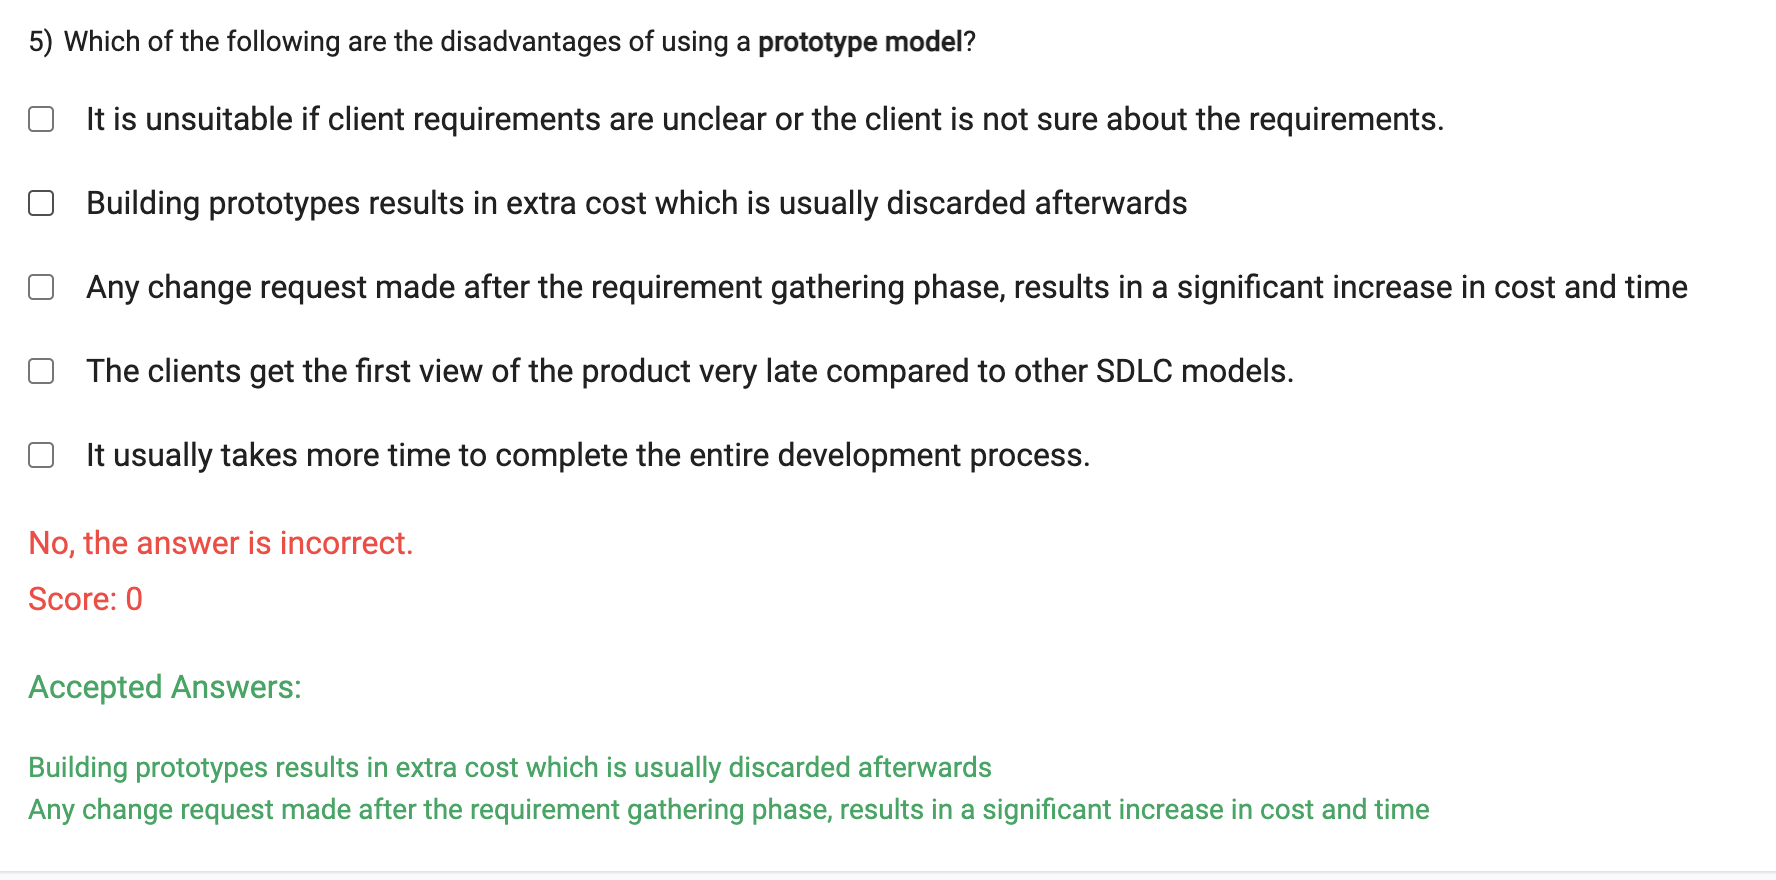 5) Which of the following are the disadvantages of using a prototype model?
It is unsuitable if client requirements are unclear or the client is not sure about the requirements.
Building prototypes results in extra cost which is usually discarded afterwards
Any change request made after the requirement gathering phase, results in a significant increase in cost and time
The clients get the first view of the product very late compared to other SDLC models.
It usually takes more time to complete the entire development process.
No, the answer is incorrect.
Score: 0
Accepted Answers:
Building prototypes results in extra cost which is usually discarded afterwards
Any change request made after the requirement gathering phase, results in a significant increase in cost and time